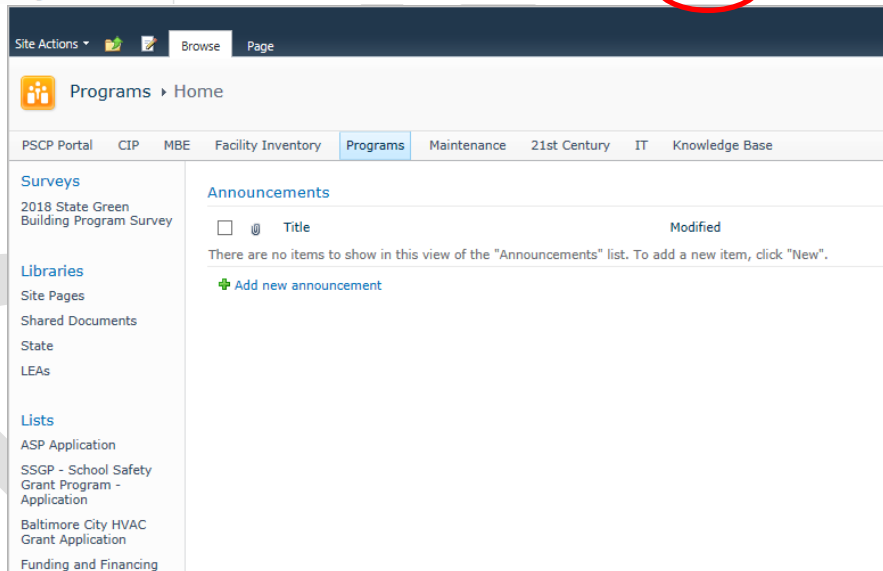 Site Actions Browse Page
Programs Home
PSCP Portal CIP MBE Facility Inventory Programs Maintenance 21st Century IT Knowledge Base
Surveys
2018 State Green
Building Program Survey
Libraries
Site Pages
Shared Documents
State
LEAs
Lists
ASP Application
SSGP - School Safety
Grant Program -
Application
Baltimore City HVAC
Grant Application
Funding and Financing
Announcements
Title Modified
There are no items to show in this view of the "Announcements" list. To add a new item, click "New".
Add new announcement